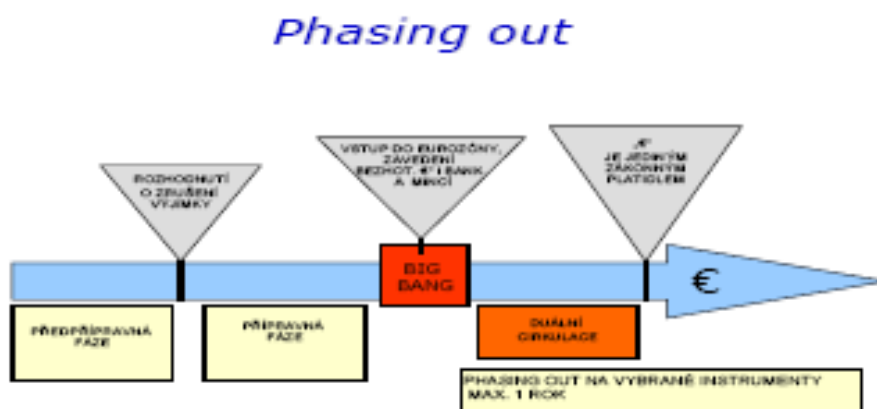 Phasing out
ROZHODNUTÍ
O ZRUŠENÍ
VÝJIMKY
VSTUP DO EUROZÓNY,
ZAVEDENÍ
BEZHOT. €" I BANK.
A MINCÍ
JE JEDINÝM
ZÁKONNÝM
PLATIDLEM
BIG
BANG
€
PŘEDPŘÍPRAVNÁ
FÁZE
PŘÍPRAVNÁ
FÁZE
DUÁLNÍ
CIRKULACE
PHASING OUT NA VYBRANÉ INSTRUMENTY
MAX. 1 ROK